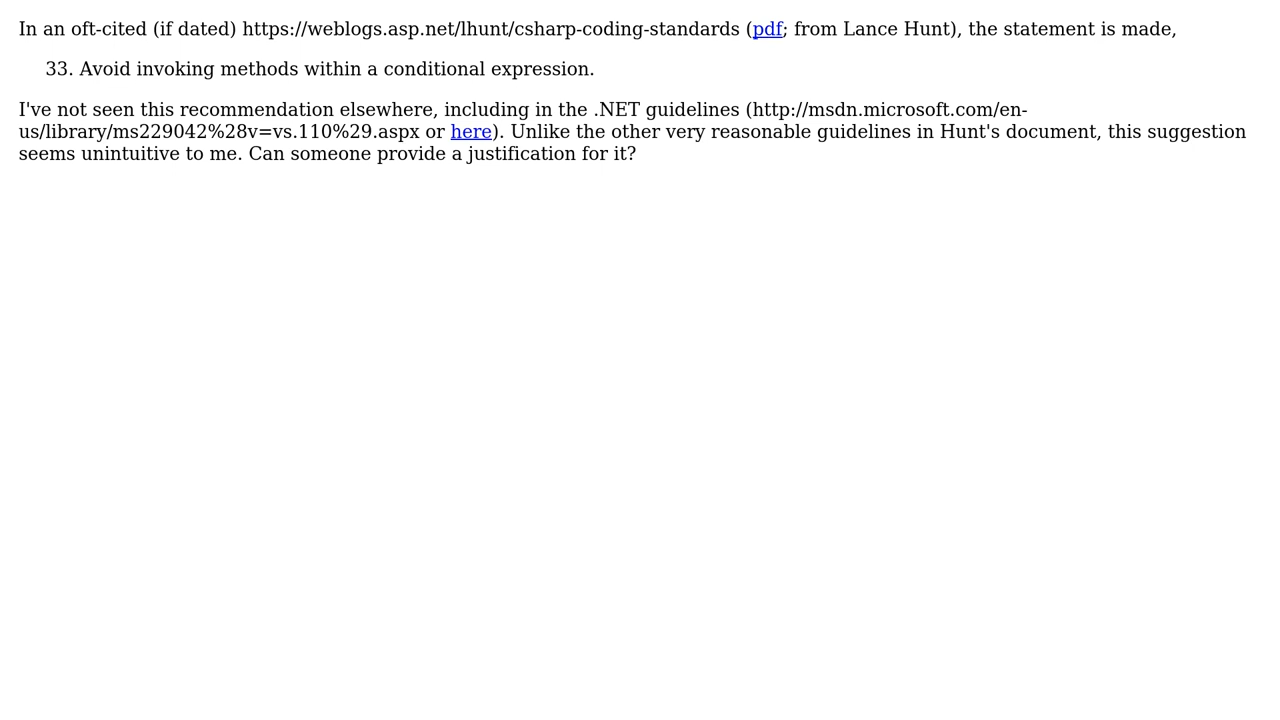 In an oft-cited (if dated) https://weblogs.asp.net/lhunt/csharp-coding-standards (pdf; from Lance Hunt), the statement is made,
33. Avoid invoking methods within a conditional expression.
I've not seen this recommendation elsewhere, including in the .NET guidelines (http://msdn.microsoft.com/en-
us/library/ms229042%28v=vs.110%29.aspx or here). Unlike the other very reasonable guidelines in Hunt's document, this suggestion
seems unintuitive to me. Can someone provide a justification for it?